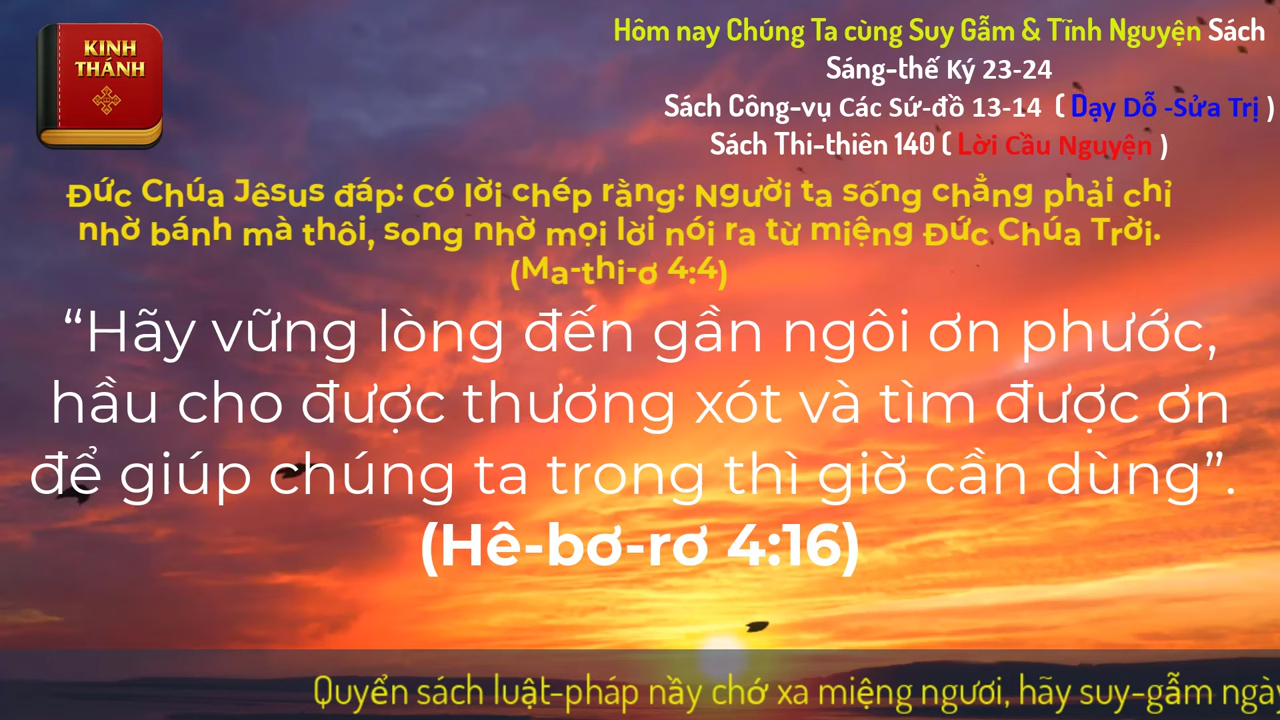 KINH
THÁNH
Hôm nay Chúng Ta cùng Suy Gẫm & Tĩnh Nguyện Sách
Sáng-thế Ký 23-24
Sách Công-vụ Các Sứ-đồ 13-14 ( Dạy Dỗ -Sửa Trị )
Sách Thi-thiên 140 ( Lời Cầu Nguyện )
Đức Chúa Jêsus đáp: Có lời chép rằng: Người ta sống chẳng phải chỉ
nhờ bánh mà thôi, song nhờ mọi lời nói ra từ miệng Đức Chúa Trời.
(Ma-thi-ơ 4:4)
“Hãy vững lòng đến gần ngôi ơn phước,
hầu cho được thương xót và tìm được ơn
để giúp chúng ta trong thì giờ cần dùng”.
(Hê-bơ-rơ 4:16)
Quyển sách luật-pháp nầy chớ xa miệng ngươi, hãy suy-gẫm ngày